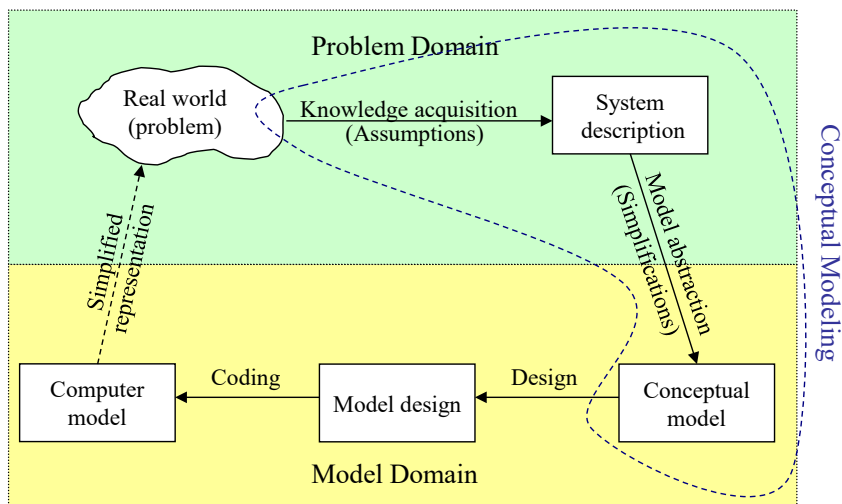 Problem Domain
Real world
(problem)
Knowledge acquisition
(Assumptions)
System
description
Model abstraction
(Simplifications)
Conceptual Modeling
Simplified
representation
Computer
model
Coding
Model design
Design
Conceptual
model
Model Domain